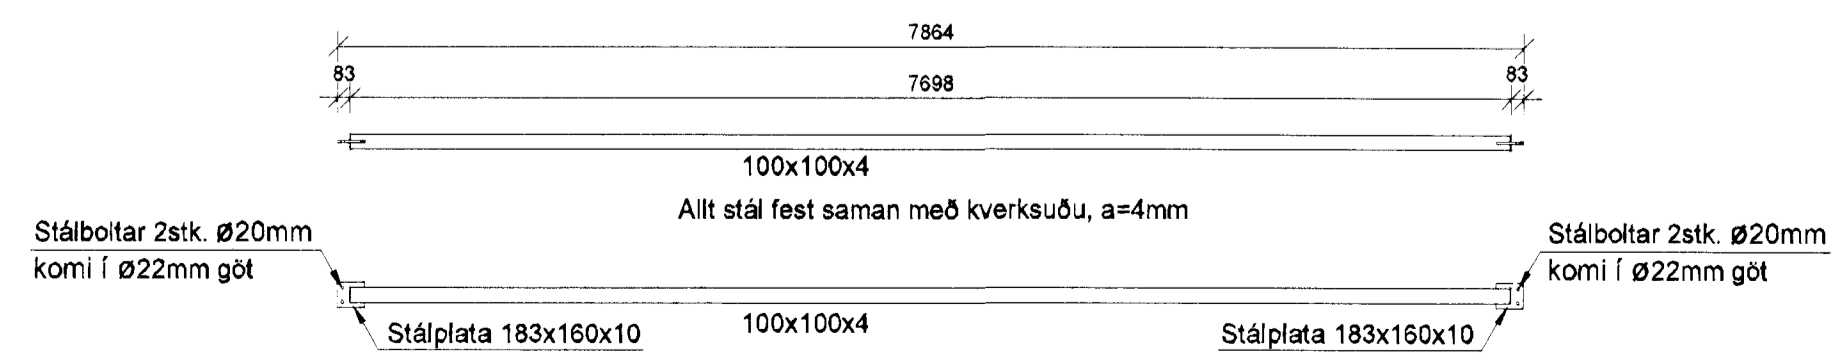 7864
83
7698
83
100x100x4
Allt stál fest saman með kverksuðu, a=4mm
Stálboltar 2stk. Ø20mm
komi í Ø22mm göt
Stálboltar 2stk. Ø20mm
komi í Ø22mm göt
Stálplata 183x160x10
100x100x4
Stálplata 183x160x10